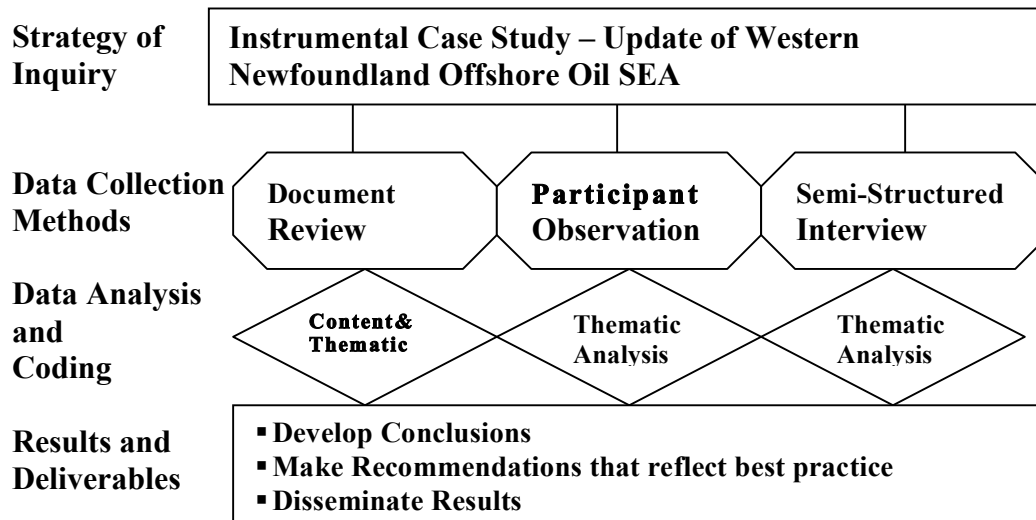 Strategy of
Inquiry
Instrumental Case Study – Update of Western
Newfoundland Offshore Oil SEA
Data Collection
Methods
Document
Review
Participant
Observation
Semi-Structured
Interview
Data Analysis
and
Coding
Content&
Thematic
Thematic
Analysis
Thematic
Analysis
Results and
Deliverables
▪ Develop Conclusions
▪ Make Recommendations that reflect best practice
▪ Disseminate Results